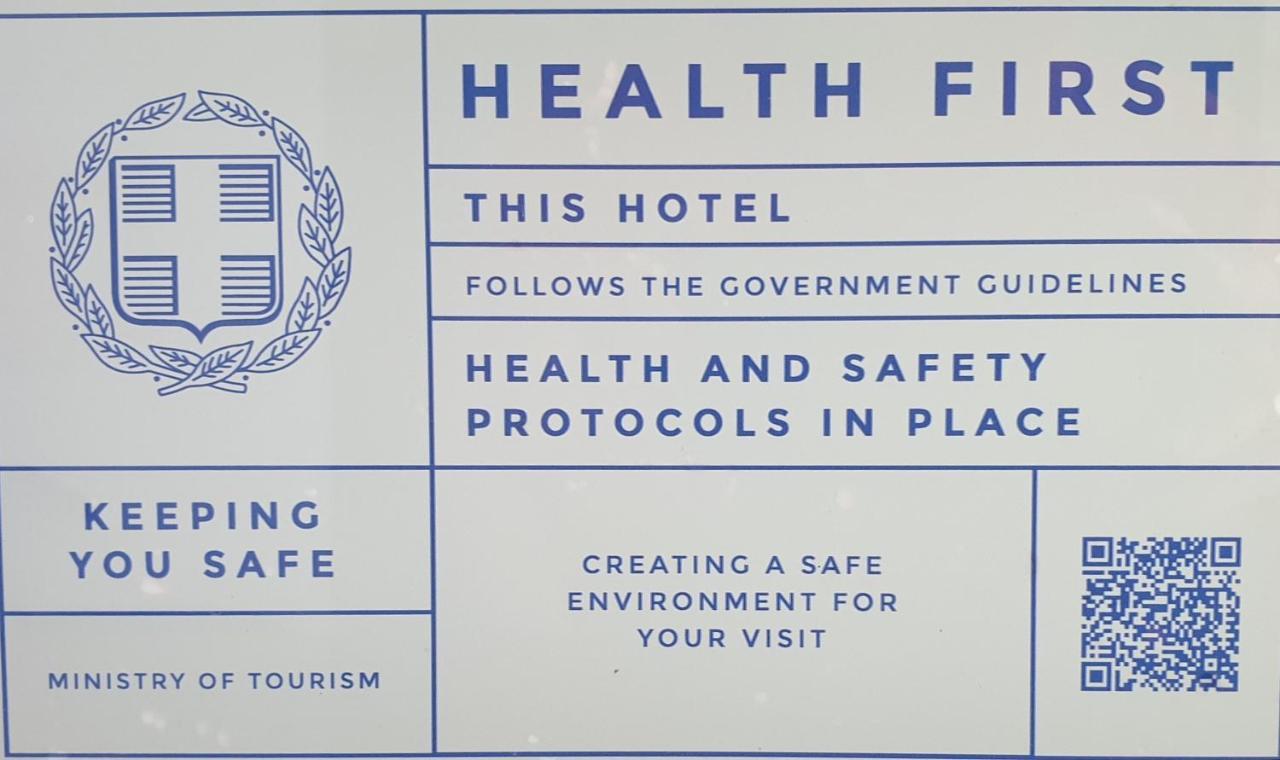 HEALTH FIRST
THIS HOTEL
FOLLOWS THE GOVERNMENT GUIDELINES
HEALTH AND SAFETY
PROTOCOLS IN PLACE
KEEPING
YOU SAFE
MINISTRY OF TOURISM
CREATING A SAFE
ENVIRONMENT FOR
YOUR VISIT